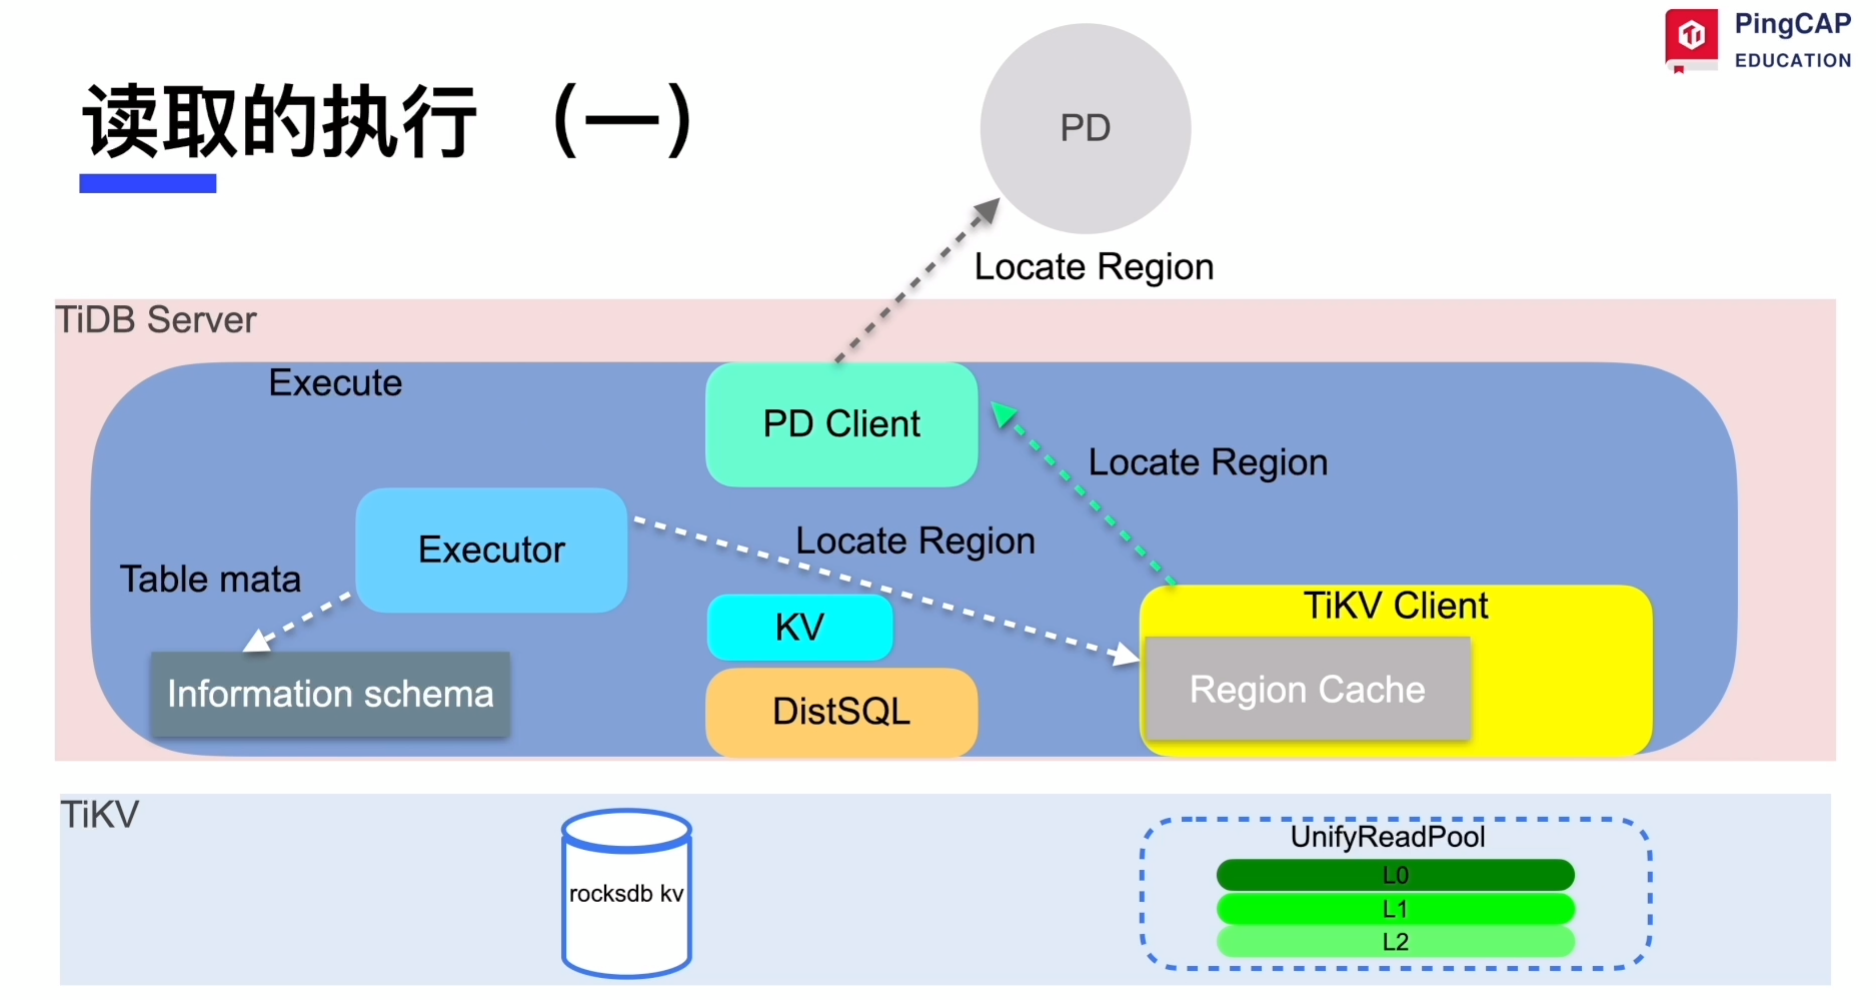 PingCAP
EDUCATION
读取的执行 （一）
PD
Locate Region
TiDB Server
Execute
PD Client
Locate Region
Executor
Locate Region
Table mata
KV
TiKV Client
Information schema
DistSQL
Region Cache
TiKV
rocksdb kv
UnifyReadPool
L0
L1
L2